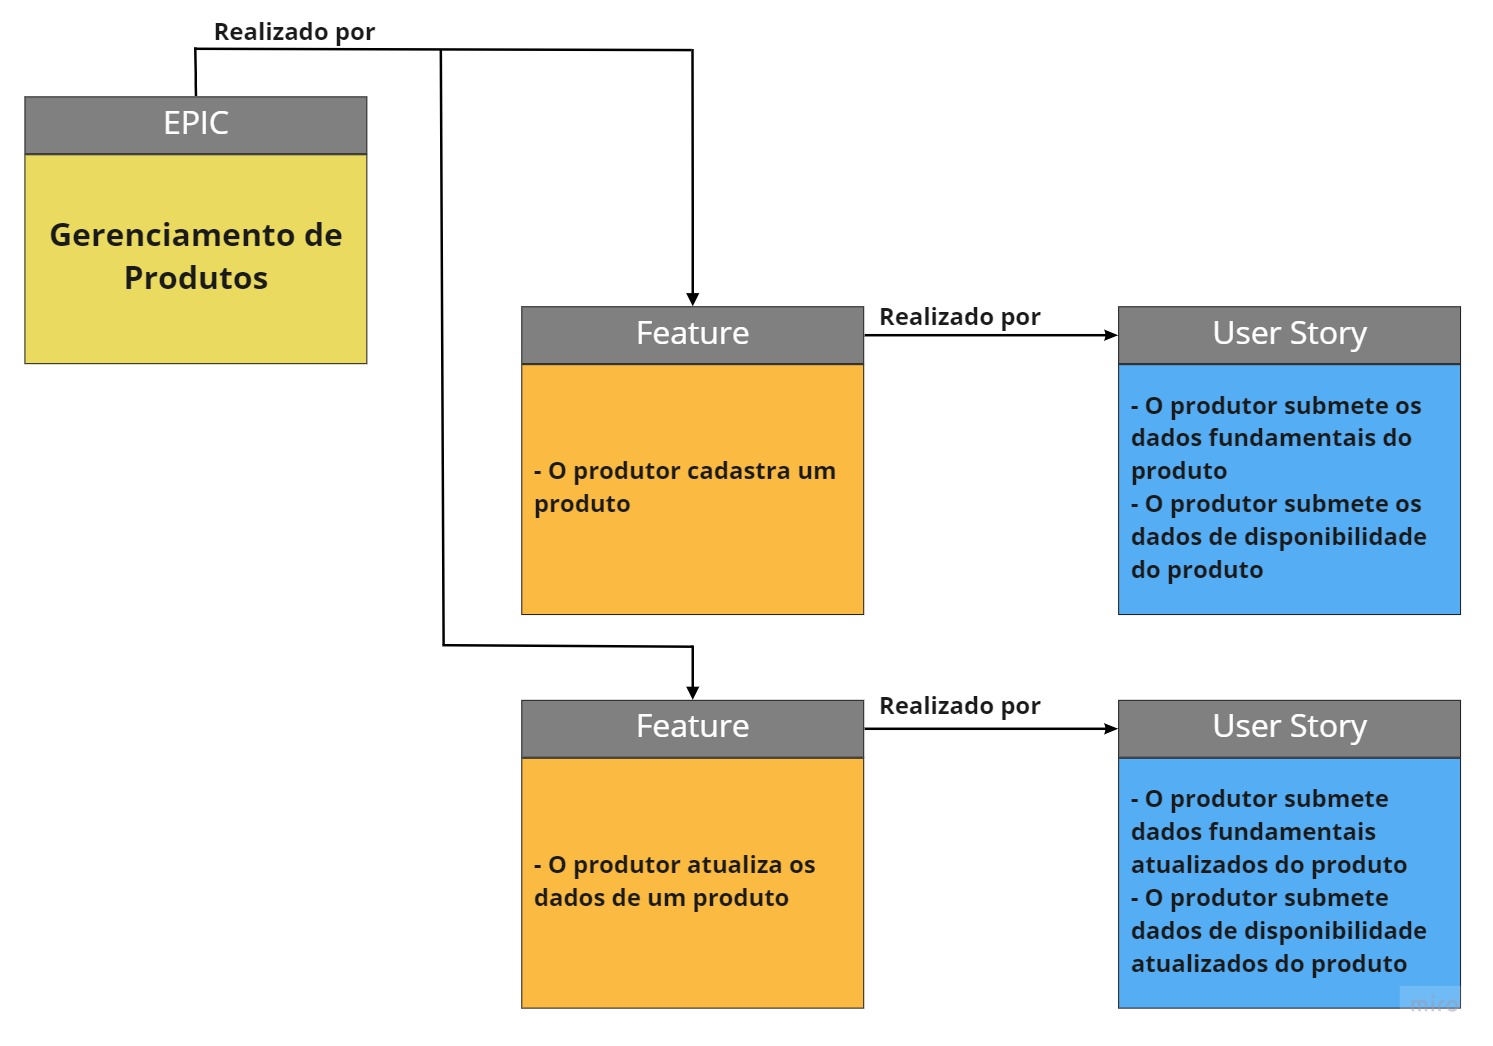 Realizado por
EPIC
Gerenciamento de
Produtos
Feature
- O produtor cadastra um
produto
Realizado por
User Story
- O produtor submete os
dados fundamentais do
produto
- O produtor submete os
dados de disponibilidade
do produto
Feature
- O produtor atualiza os
dados de um produto
Realizado por
User Story
- O produtor submete
dados fundamentais
atualizados do produto
- O produtor submete
dados de disponibilidade
atualizados do produto
miro